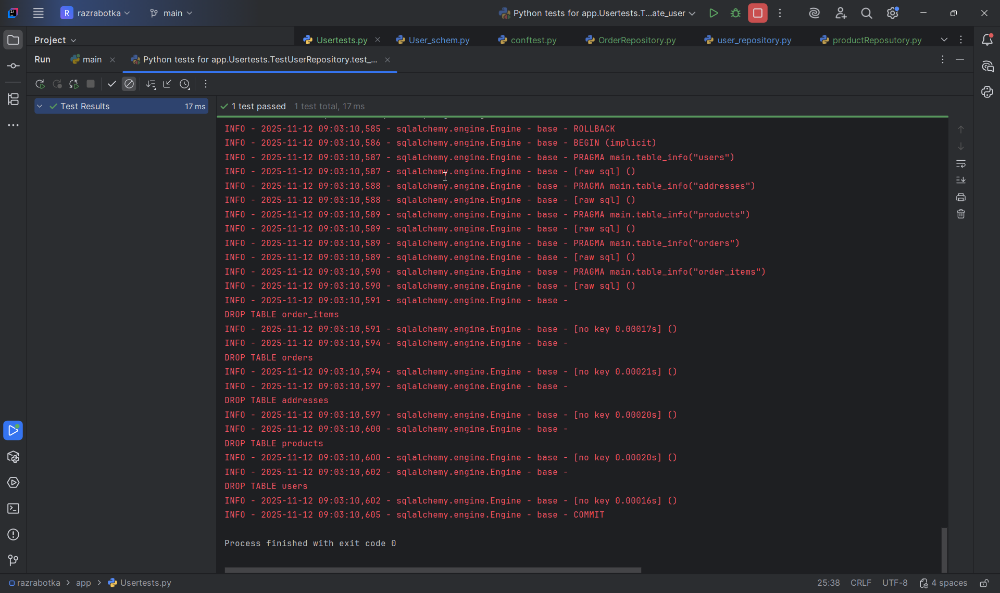 R razrabotka main Python tests for app.Usertests.T...ate_user
Project Usertests.py User_schem.py conftest.py OrderRepository.py user_repository.py productReposutory.py
Run main Python tests for app.Usertests.TestUserRepository.test_...
Test Results 17 ms 1 test passed 1 test total, 17 ms
INFO - 2025-11-12 09:03:10,585 - sqlalchemy.engine.Engine - base - ROLLBACK
INFO - 2025-11-12 09:03:10,586 - sqlalchemy.engine.Engine - base - BEGIN (implicit)
INFO - 2025-11-12 09:03:10,587 - sqlalchemy.engine.Engine - base - PRAGMA main.table_info("users")
INFO - 2025-11-12 09:03:10,587 - sqlalchemy.engine.Engine - base - [raw sql] ()
INFO - 2025-11-12 09:03:10,588 - sqlalchemy.engine.Engine - base - PRAGMA main.table_info("addresses")
INFO - 2025-11-12 09:03:10,588 - sqlalchemy.engine.Engine - base - [raw sql] ()
INFO - 2025-11-12 09:03:10,589 - sqlalchemy.engine.Engine - base - PRAGMA main.table_info("products")
INFO - 2025-11-12 09:03:10,589 - sqlalchemy.engine.Engine - base - [raw sql] ()
INFO - 2025-11-12 09:03:10,589 - sqlalchemy.engine.Engine - base - PRAGMA main.table_info("orders")
INFO - 2025-11-12 09:03:10,589 - sqlalchemy.engine.Engine - base - [raw sql] ()
INFO - 2025-11-12 09:03:10,590 - sqlalchemy.engine.Engine - base - PRAGMA main.table_info("order_items")
INFO - 2025-11-12 09:03:10,590 - sqlalchemy.engine.Engine - base - [raw sql] ()
INFO - 2025-11-12 09:03:10,591 - sqlalchemy.engine.Engine - base -
DROP TABLE order_items
INFO - 2025-11-12 09:03:10,591 - sqlalchemy.engine.Engine - base - [no key 0.00017s] ()
INFO - 2025-11-12 09:03:10,594 - sqlalchemy.engine.Engine - base -
DROP TABLE orders
INFO - 2025-11-12 09:03:10,594 - sqlalchemy.engine.Engine - base - [no key 0.00021s] ()
INFO - 2025-11-12 09:03:10,597 - sqlalchemy.engine.Engine - base -
DROP TABLE addresses
INFO - 2025-11-12 09:03:10,597 - sqlalchemy.engine.Engine - base - [no key 0.00020s] ()
INFO - 2025-11-12 09:03:10,600 - sqlalchemy.engine.Engine - base -
DROP TABLE products
INFO - 2025-11-12 09:03:10,600 - sqlalchemy.engine.Engine - base - [no key 0.00020s] ()
INFO - 2025-11-12 09:03:10,602 - sqlalchemy.engine.Engine - base -
DROP TABLE users
INFO - 2025-11-12 09:03:10,602 - sqlalchemy.engine.Engine - base - [no key 0.00016s] ()
INFO - 2025-11-12 09:03:10,605 - sqlalchemy.engine.Engine - base - COMMIT
Process finished with exit code 0
razrabotka > app > Usertests.py 25:38 CRLF UTF-8 4 spaces